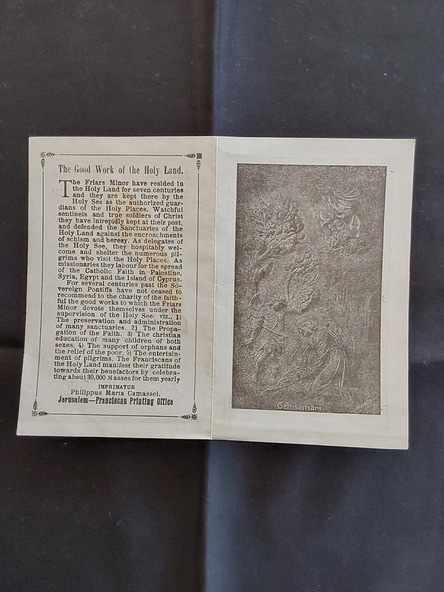 The Good Work of the Holy Land.
The Friars Minor have resided in
the Holy Land for seven centuries
and they are kept there by the
Holy See as the authorized guar-
dians of the Holy Places. Watchful
sentinels and true soldiers of Christ
they have intrepidly kept at their post,
and defended the Sanctuaries of the
Holy Land against the encroachments
of schism and heresy. As delegates of
the Holy See, they hospitably wel-
come and shelter the numerous pil-
grims who visit the Holy Places. As
missionaries they labour for the spread
of the Catholic Faith in Palestine,
Syria, Egypt and the Island of Cyprus.
For several centuries past the So-
vereign Pontiffs have not ceased to
recommend to the charity of the faith-
ful the good works to which the Friars
Minor devote themselves under the
supervision of the Holy See: viz., 1)
The preservation and administration
of many sanctuaries. 2) The Propa-
gation of the Faith. 3) The christian
education of many children of both
sexes. 4) The support of orphans and
the relief of the poor. 5) The entertain-
ment of pilgrims. The Franciscans of
the Holy Land manifest their gratitude
towards their benefactors by celebra-
ting about 30,000 Masses for them yearly
IMPRIMATUR
Philippus Maria Camassei.
Jerusalem—Franciscan Printing Office
Gethsemani